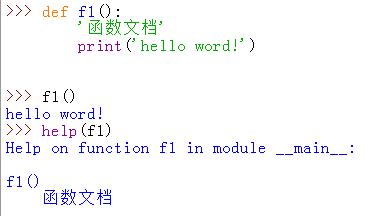 >>> def f1():
        '函数文档'
        print('hello word!')
>>> f1()
hello word!
>>> help(f1)
Help on function f1 in module __main__:
f1()
    函数文档